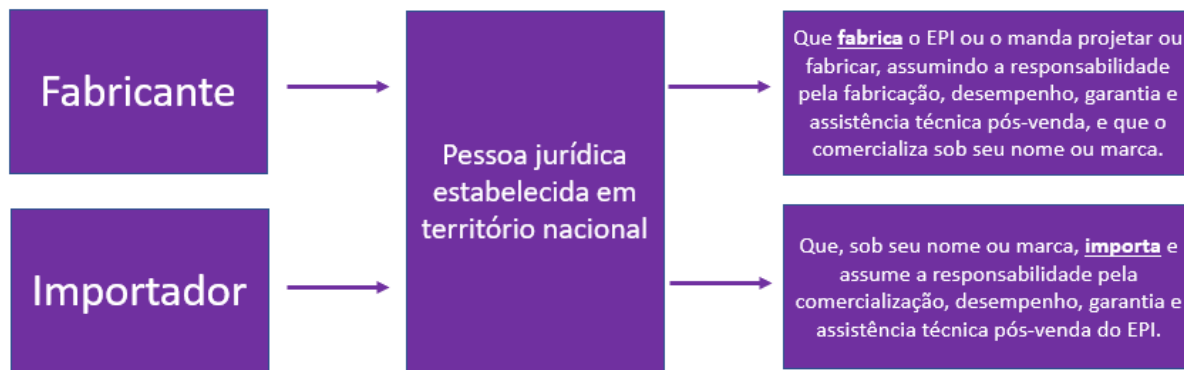 Fabricante
Pessoa jurídica
estabelecida em
território nacional
Que fabrica o EPI ou o manda projetar ou
fabricar, assumindo a responsabilidade
pela fabricação, desempenho, garantia e
assistência técnica pós-venda, e que o
comercializa sob seu nome ou marca.
Importador
Que, sob seu nome ou marca, importa e
assume a responsabilidade pela
comercialização, desempenho, garantia e
assistência técnica pós-venda do EPI.